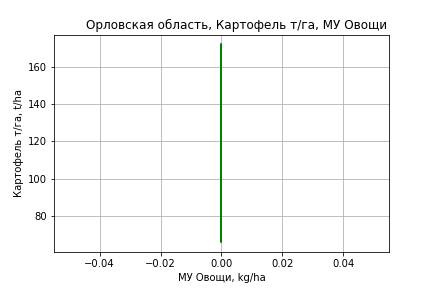 Орловская область, Картофель т/га, МУ Овощи
Картофель т/га, t/ha
160
140
120
100
80
−0.04 −0.02 0.00 0.02 0.04
МУ Овощи, kg/ha